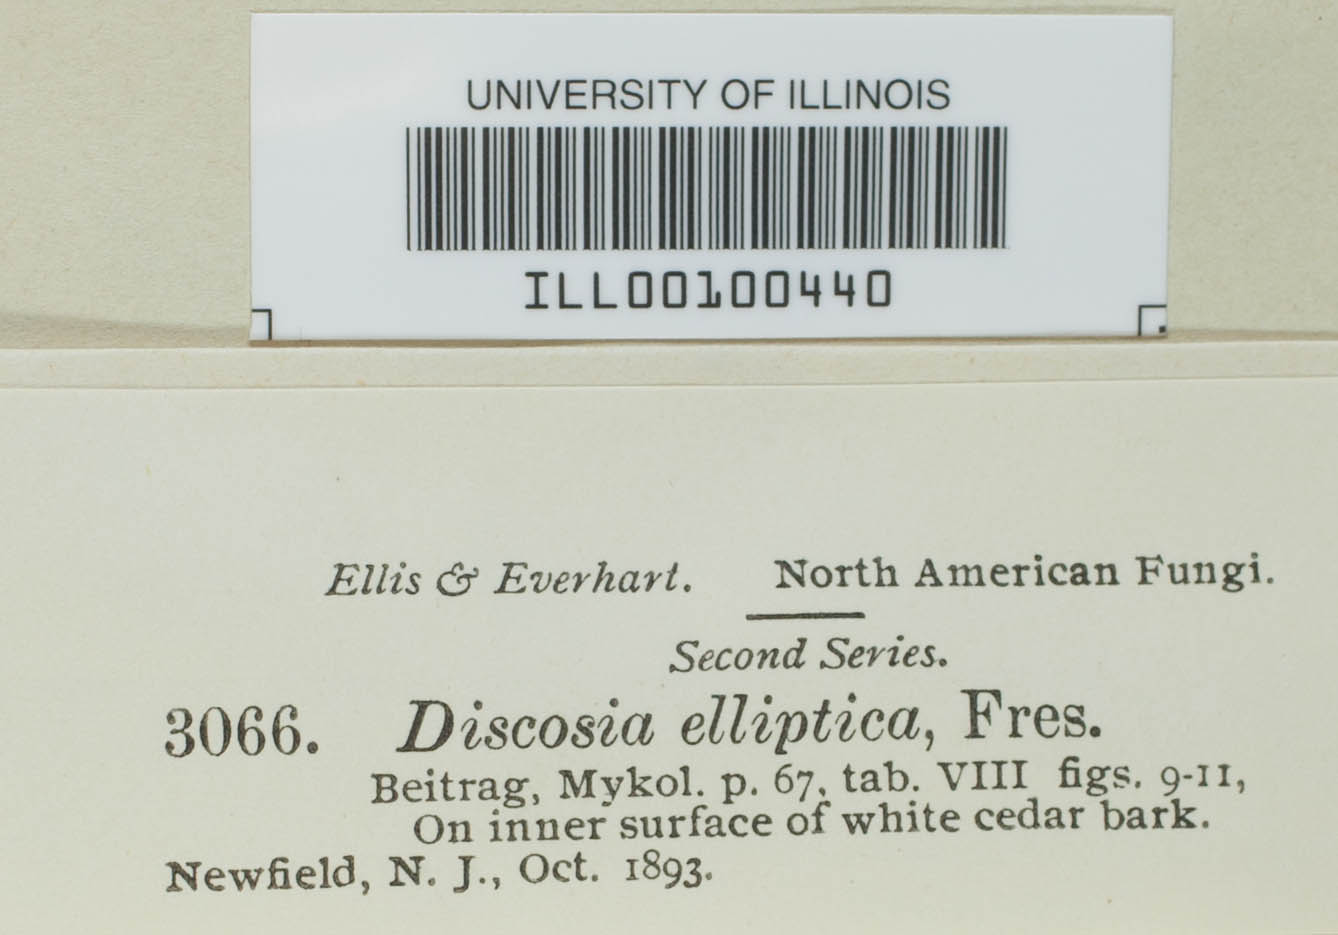 UNIVERSITY OF ILLINOIS
ILL00100440
Ellis & Everhart. North American Fungi.
Second Series.
3066. Discosia elliptica, Fres.
Beitrag, Mykol. p. 67, tab. VIII figs. 9-11,
On inner surface of white cedar bark.
Newfield, N. J., Oct. 1893.